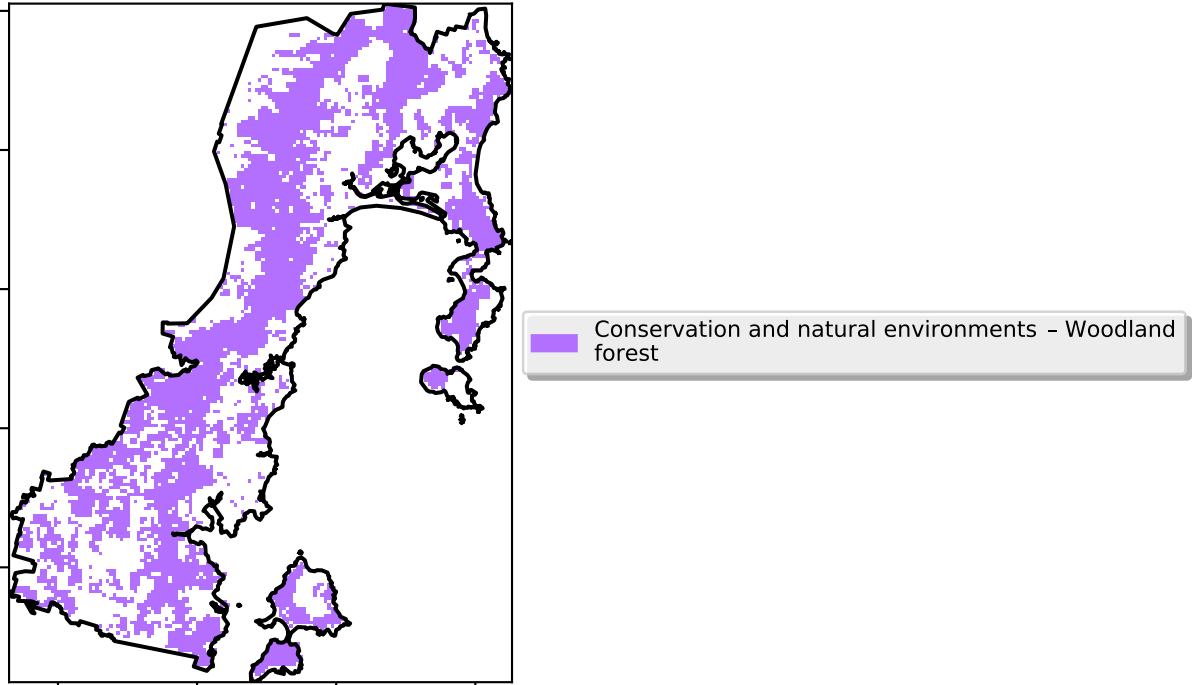 Conservation and natural environments – Woodland
forest